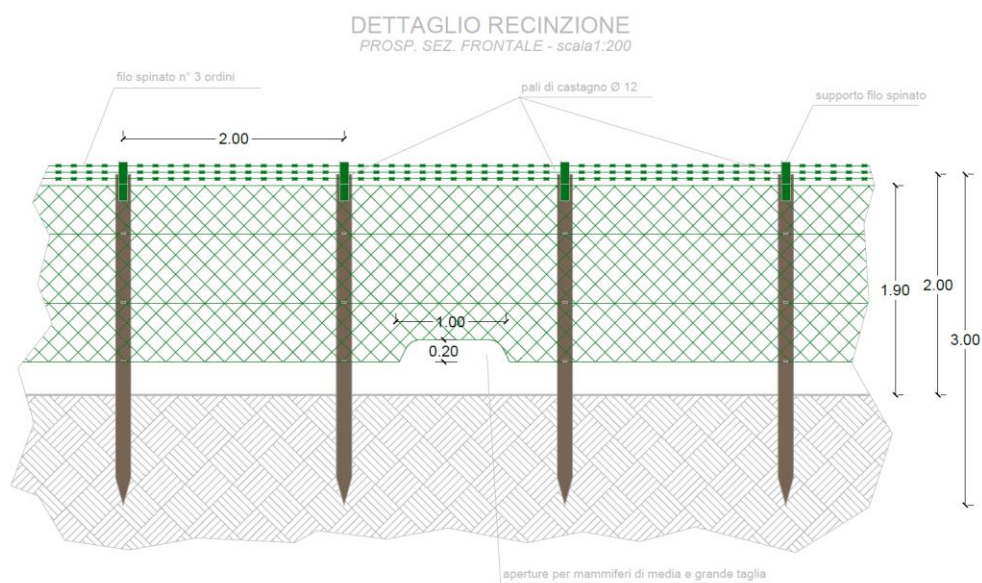 DETTAGLIO RECINZIONE
PROSP. SEZ. FRONTALE - scala1:200
filo spinato n° 3 ordini
pali di castagno Ø 12
supporto filo spinato
2.00
1.90
2.00
3.00
1.00
0.20
aperture per mammiferi di media e grande taglia